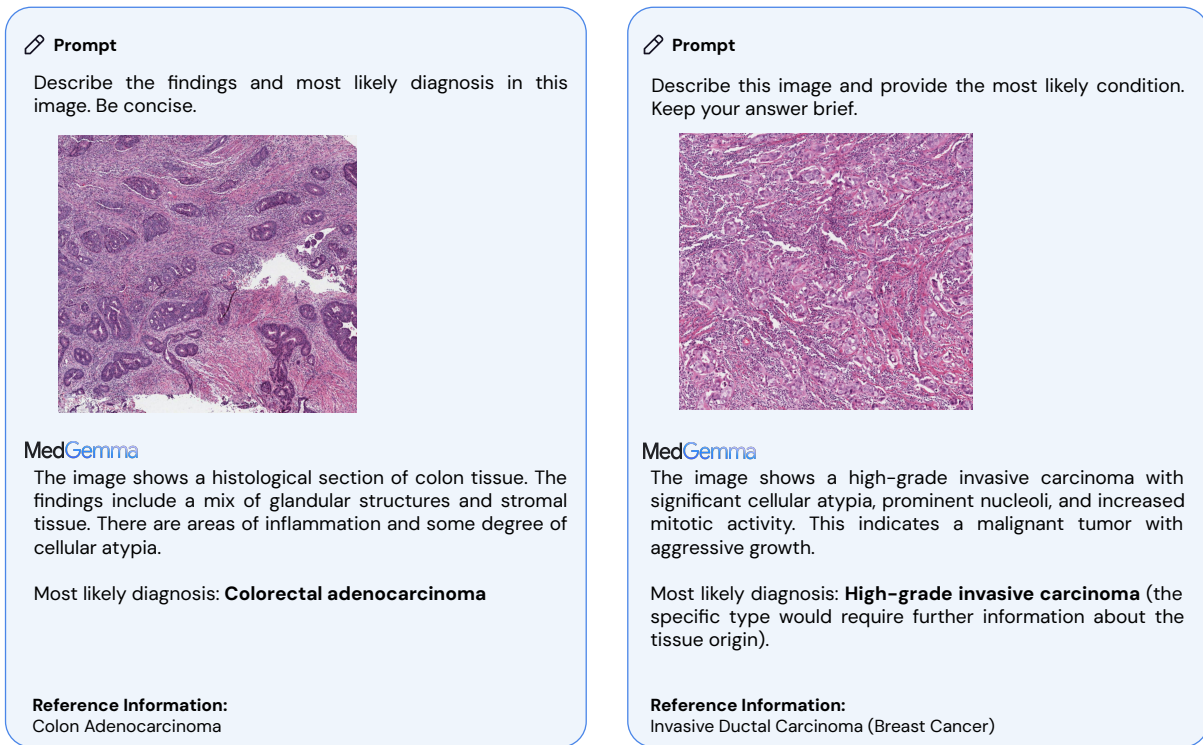 Prompt
Describe the findings and most likely diagnosis in this
image. Be concise.
MedGemma
The image shows a histological section of colon tissue. The
findings include a mix of glandular structures and stromal
tissue. There are areas of inflammation and some degree of
cellular atypia.
Most likely diagnosis: Colorectal adenocarcinoma
Reference Information:
Colon Adenocarcinoma
Prompt
Describe this image and provide the most likely condition.
Keep your answer brief.
MedGemma
The image shows a high-grade invasive carcinoma with
significant cellular atypia, prominent nucleoli, and increased
mitotic activity. This indicates a malignant tumor with
aggressive growth.
Most likely diagnosis: High-grade invasive carcinoma (the
specific type would require further information about the
tissue origin).
Reference Information:
Invasive Ductal Carcinoma (Breast Cancer)